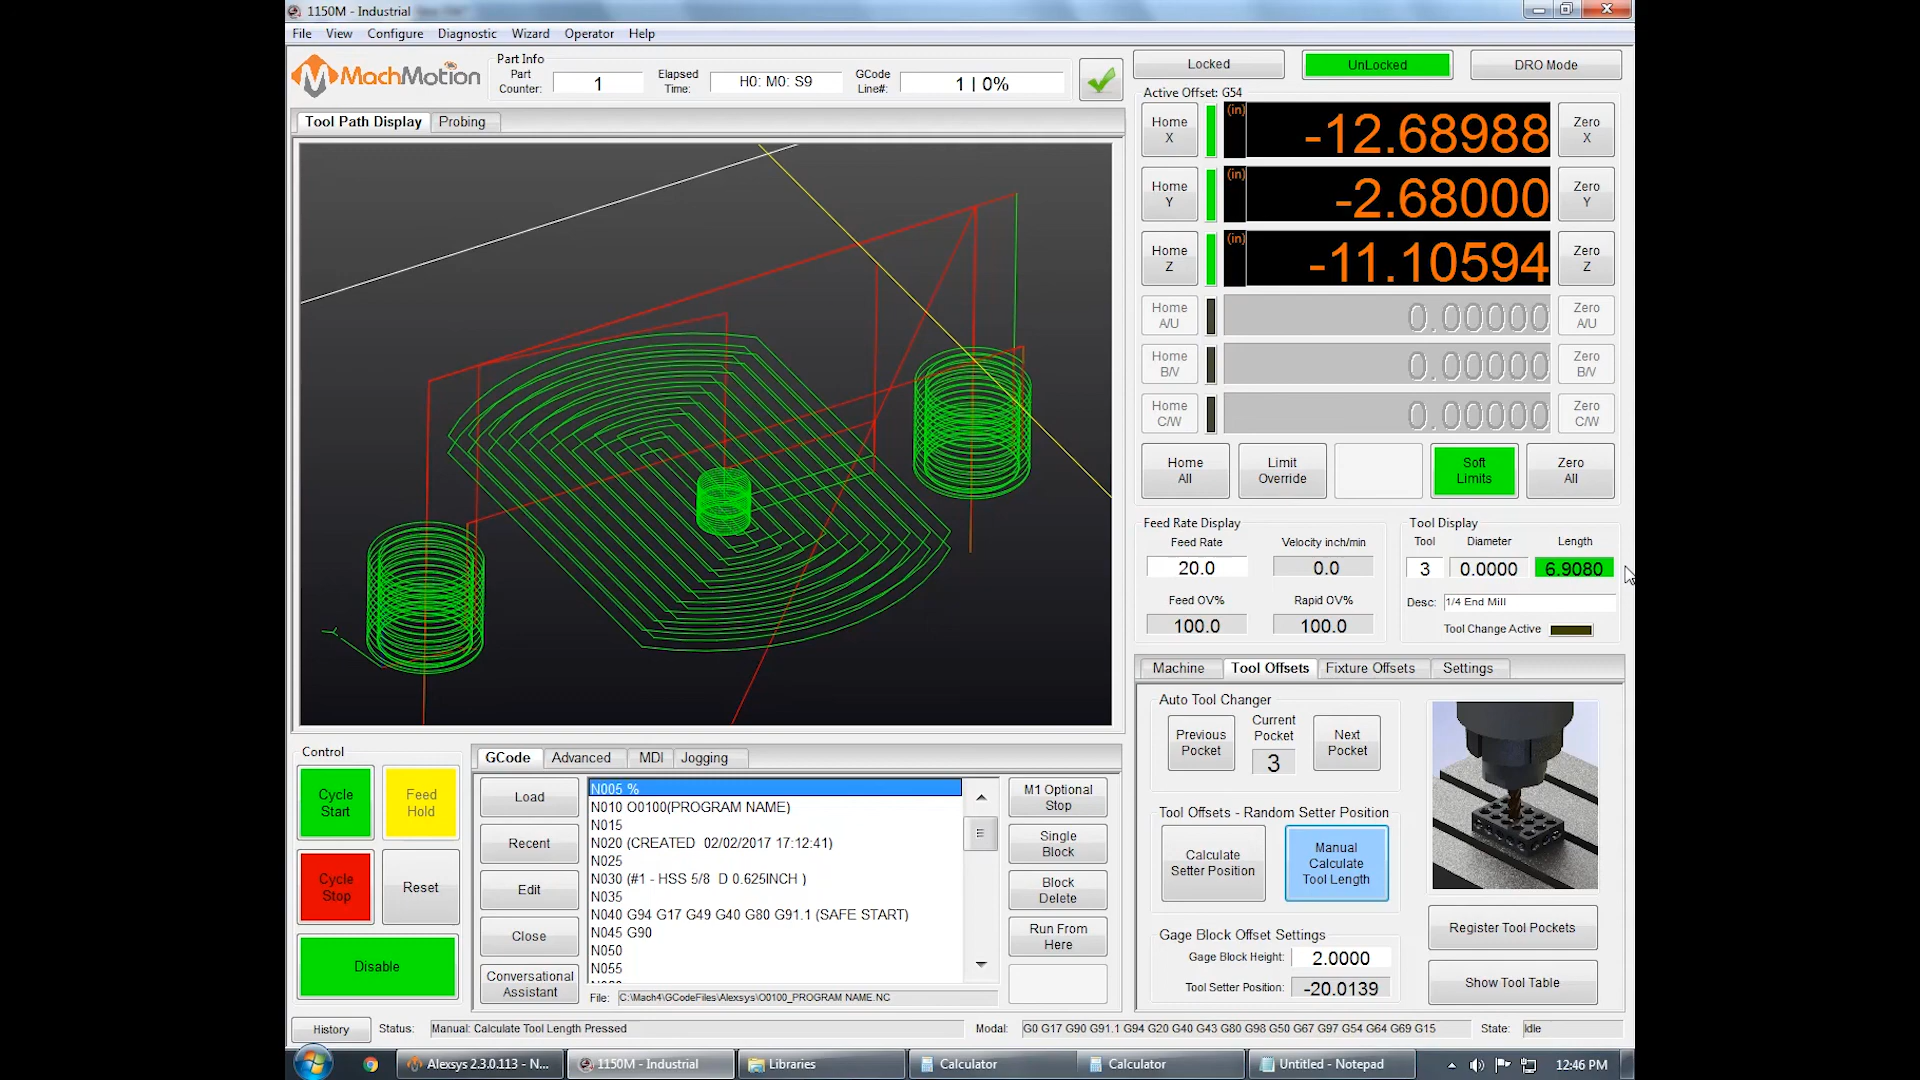 1150M - Industrial
File View Configure Diagnostic Wizard Operator Help
MachMotion
Part Info
Part Counter: 1
Elapsed Time: H0: M0: S9
GCode Line#: 1 | 0%
Locked
UnLocked
DRO Mode
Tool Path Display
Probing
Active Offset: G54
Home X (in) -12.68988 Zero X
Home Y (in) -2.68000 Zero Y
Home Z (in) -11.10594 Zero Z
Home A/U 0.00000 Zero A/U
Home B/V 0.00000 Zero B/V
Home C/W 0.00000 Zero C/W
Home All
Limit Override
Soft Limits
Zero All
Feed Rate Display
Feed Rate
20.0
Velocity inch/min
0.0
Feed OV%
100.0
Rapid OV%
100.0
Tool Display
Tool Diameter Length
3 0.0000 6.9080
Desc: 1/4 End Mill
Tool Change Active
Machine
Tool Offsets
Fixture Offsets
Settings
Auto Tool Changer
Previous Pocket
Current Pocket
3
Next Pocket
Tool Offsets - Random Setter Position
Calculate Setter Position
Manual Calculate Tool Length
Gage Block Offset Settings
Gage Block Height: 2.0000
Tool Setter Position: -20.0139
Register Tool Pockets
Show Tool Table
Control
Cycle Start
Feed Hold
Cycle Stop
Reset
Disable
GCode
Advanced
MDI
Jogging
Load
Recent
Edit
Close
Conversational Assistant
N005 %
N010 O0100(PROGRAM NAME)
N015
N020 (CREATED 02/02/2017 17:12:41)
N025
N030 (#1 - HSS 5/8 D 0.625INCH )
N035
N040 G94 G17 G49 G40 G80 G91.1 (SAFE START)
N045 G90
N050
N055
File: C:\Mach4\GCodeFiles\Alexsys\O0100_PROGRAM NAME.NC
M1 Optional Stop
Single Block
Block Delete
Run From Here
History
Status: Manual: Calculate Tool Length Pressed
Modal: G0 G17 G90 G91.1 G94 G20 G40 G43 G80 G98 G50 G67 G97 G54 G64 G69 G15
State: Idle
Alexsys 2.3.0.113 - N...
1150M - Industrial
Libraries
Calculator
Calculator
Untitled - Notepad
12:46 PM